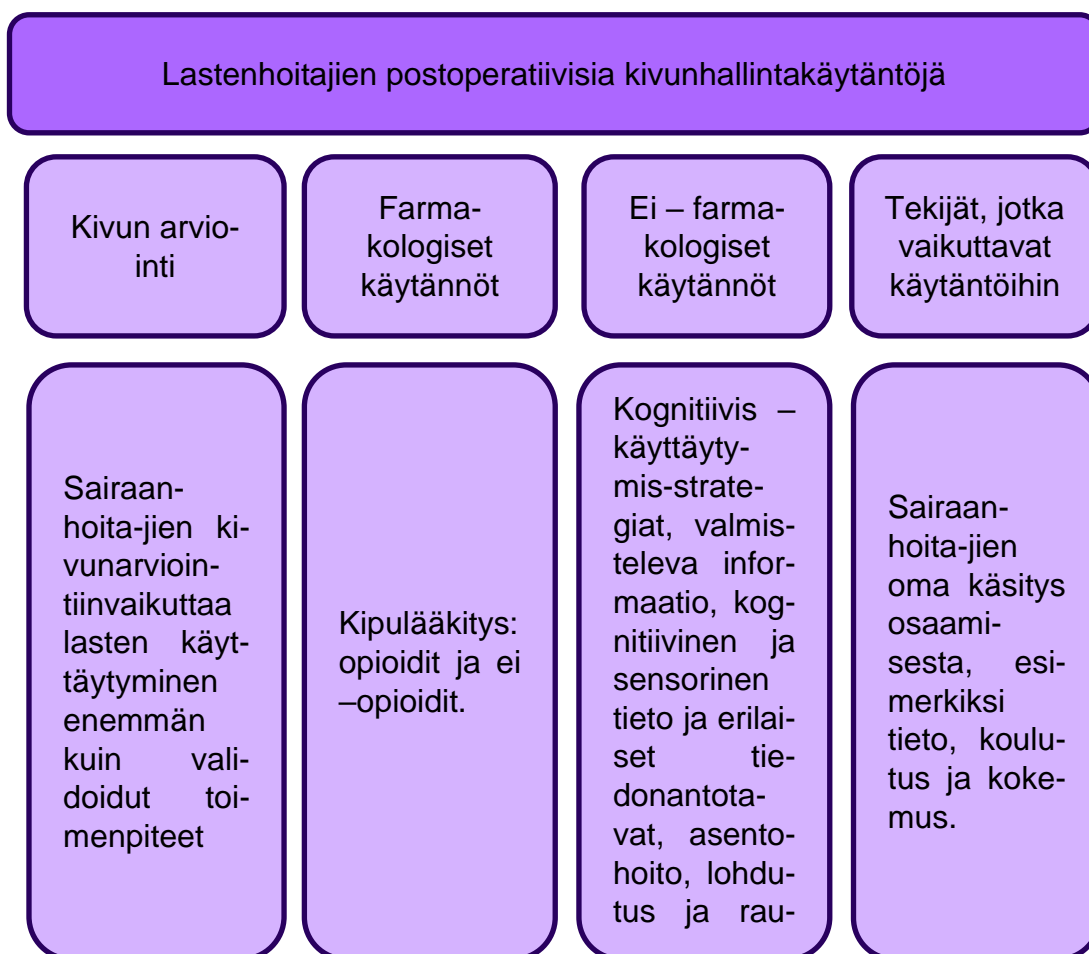 Lastenhoitajien postoperatiivisia kivunhallintakäytäntöjä
Kivun arvio-
inti
Farma-
kologiset
käytännöt
Ei – farma-
kologiset
käytännöt
Tekijät, jotka
vaikuttavat
käytäntöihin
Sairaan-
hoita-jien ki-
vunarvioin-
tiinvaikuttaa
lasten käyt-
täytyminen
enemmän
kuin vali-
doidut toi-
menpiteet
Kipulääkitys:
opioidit ja ei
–opioidit.
Kognitiivis –
käyttäyty-
mis-strate-
giat, valmis-
televa infor-
maatio, kog-
nitiivinen ja
sensorinen
tieto ja erilai-
set tie-
donantota-
vat, asento-
hoito, lohdu-
tus ja rau-
Sairaan-
hoita-jien
oma käsitys
osaami-
sesta, esi-
merkiksi
tieto, koulu-
tus ja koke-
mus.